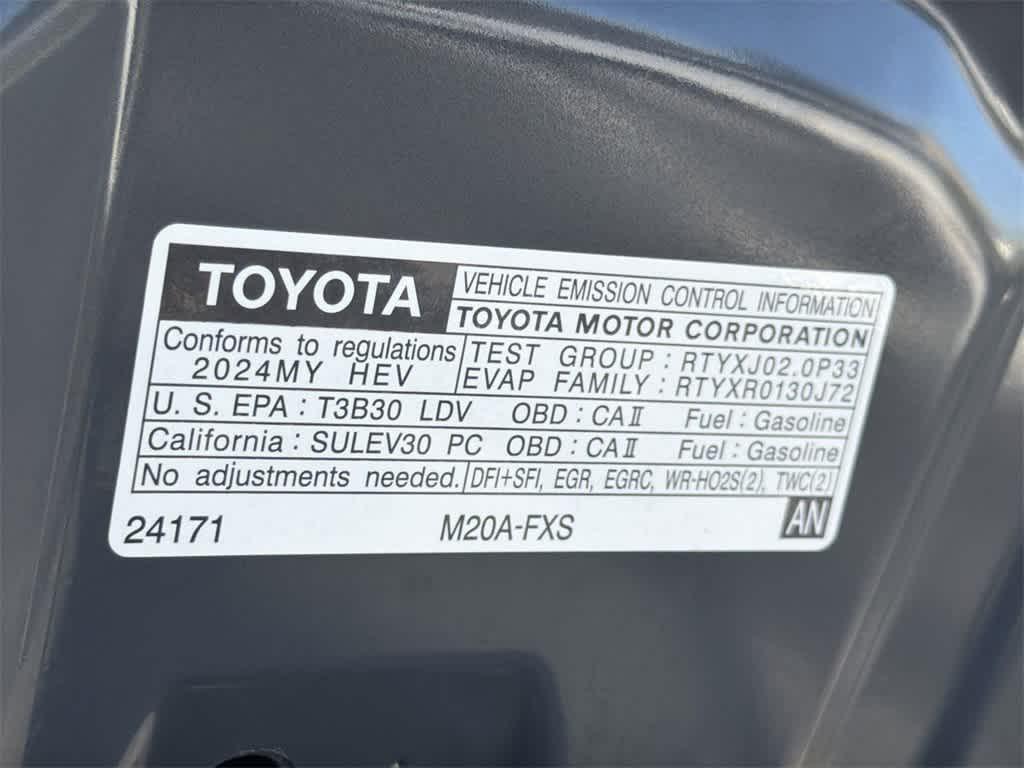 TOYOTA
VEHICLE EMISSION CONTROL INFORMATION
TOYOTA MOTOR CORPORATION
Conforms to regulations
2024MY HEV
TEST GROUP : RTYXJ02.0P33
EVAP FAMILY : RTYXR0130J72
U. S. EPA : T3B30 LDV OBD : CAⅡ Fuel : Gasoline
California : SULEV30 PC OBD : CAⅡ Fuel : Gasoline
No adjustments needed. DFI+SFI, EGR, EGRC, WR-HO2S(2), TWC(2)
24171 M20A-FXS AN